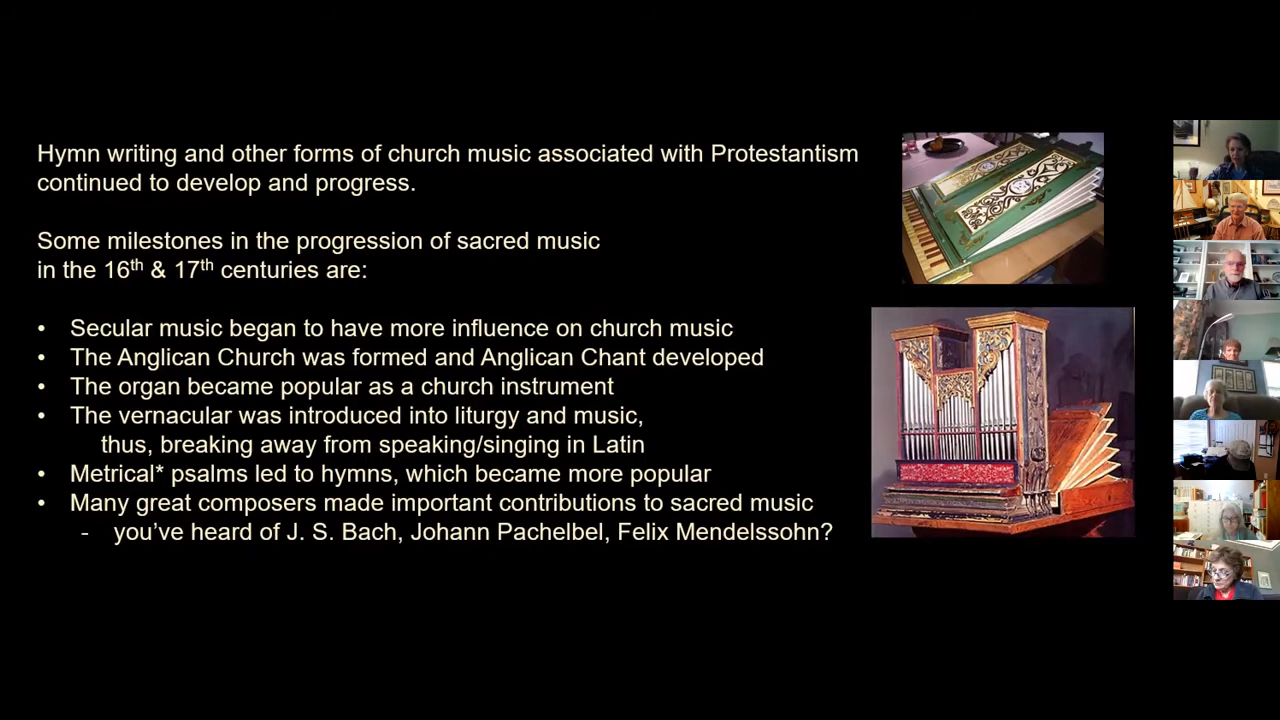 Hymn writing and other forms of church music associated with Protestantism
continued to develop and progress.
Some milestones in the progression of sacred music
in the 16th & 17th centuries are:
• Secular music began to have more influence on church music
• The Anglican Church was formed and Anglican Chant developed
• The organ became popular as a church instrument
• The vernacular was introduced into liturgy and music,
thus, breaking away from speaking/singing in Latin
• Metrical* psalms led to hymns, which became more popular
• Many great composers made important contributions to sacred music
- you’ve heard of J. S. Bach, Johann Pachelbel, Felix Mendelssohn?